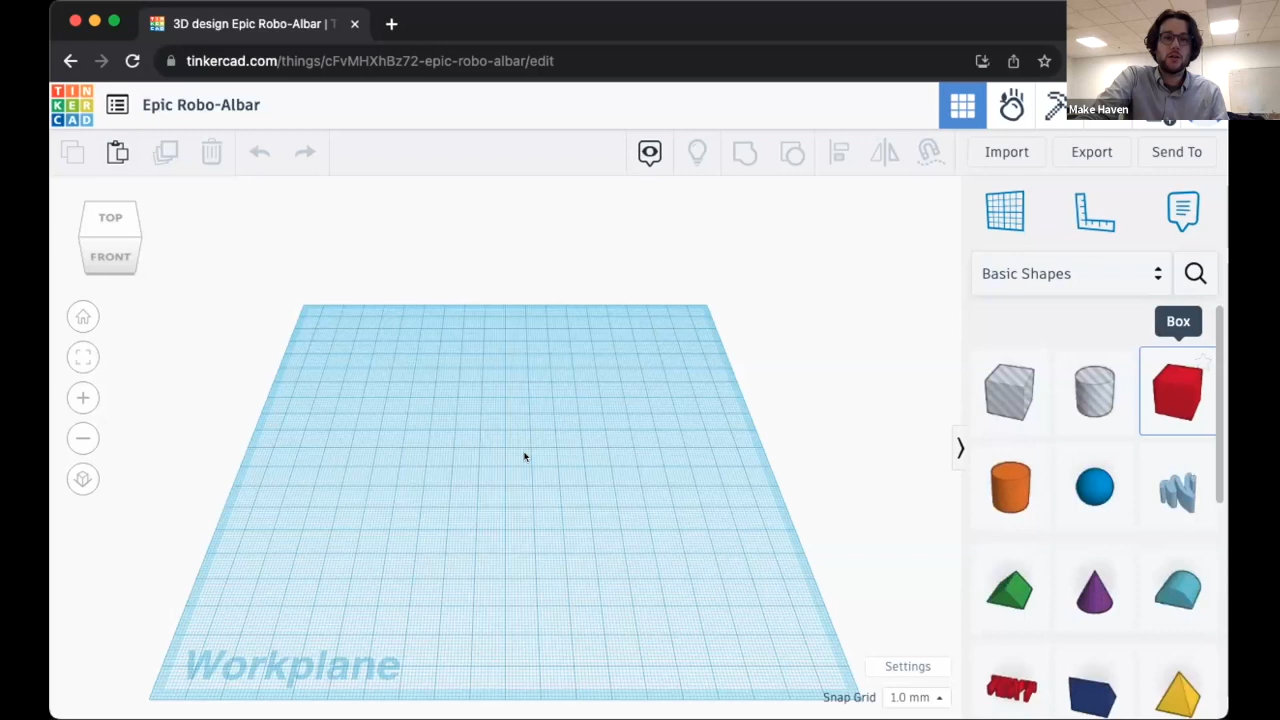 3D design Epic Robo-Albar | T
tinkercad.com/things/cFvMHXhBz72-epic-robo-albar/edit
TIN
KER
CAD
Epic Robo-Albar
Make Haven
Import
Export
Send To
TOP
FRONT
Basic Shapes
Box
Workplane
Settings
Snap Grid
1.0 mm